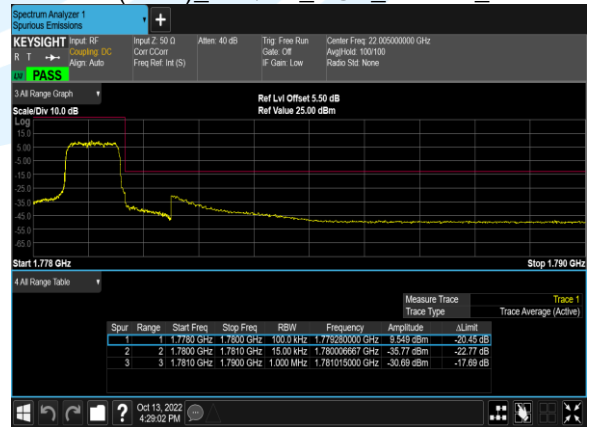 Spectrum Analyzer 1
Spurious Emissions
KEYSIGHT Input: RF Input Z: 50 Ω Atten: 40 dB Trig: Free Run Center Freq: 22.005000000 GHz
R T Coupling: DC Corr CCorr Gate: Off Avg|Hold: 100/100
Align: Auto Freq Ref: Int (S) IF Gain: Low Radio Std: None
PASS
3 All Range Graph
Ref Lvl Offset 5.50 dB
Scale/Div 10.0 dB Ref Value 25.00 dBm
Log
15.0
5.00
-5.00
-15.0
-25.0
-35.0
-45.0
-55.0
-65.0
Start 1.778 GHz Stop 1.790 GHz
4 All Range Table
Measure Trace Trace 1
Trace Type Trace Average (Active)
Spur Range Start Freq Stop Freq RBW Frequency Amplitude ΔLimit
1 1 1.7780 GHz 1.7800 GHz 100.0 kHz 1.779280000 GHz 9.549 dBm -20.45 dB
2 2 1.7800 GHz 1.7810 GHz 15.00 kHz 1.780006667 GHz -35.77 dBm -22.77 dB
3 3 1.7810 GHz 1.7900 GHz 1.000 MHz 1.781015000 GHz -30.69 dBm -17.69 dB
? Oct 13, 2022
4:29:02 PM